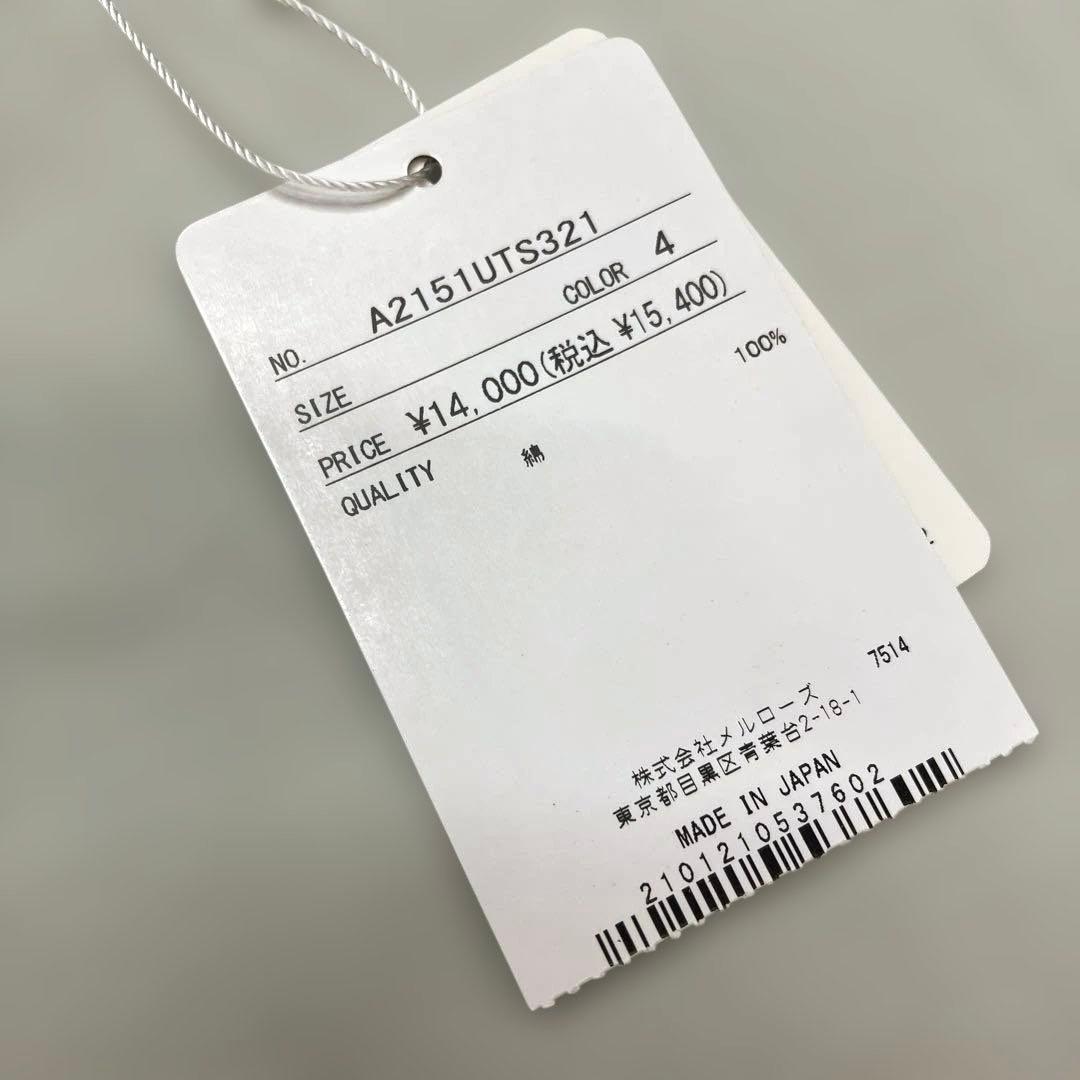 NO. A2151UTS321
SIZE COLOR 4
PRICE ¥14,000(税込 ¥15,400)
QUALITY 綿 100%
7514
株式会社メルローズ
東京都目黒区青葉台2-18-1
MADE IN JAPAN
2101210537602